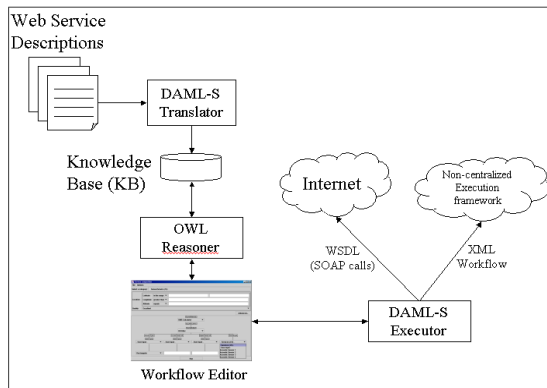 Web Service
Descriptions
DAML-S
Translator
Knowledge
Base (KB)
OWL
Reasoner
Workflow Editor
Internet
Non-centralized
Execution
framework
WSDL
(SOAP calls)
XML
Workflow
DAML-S
Executor